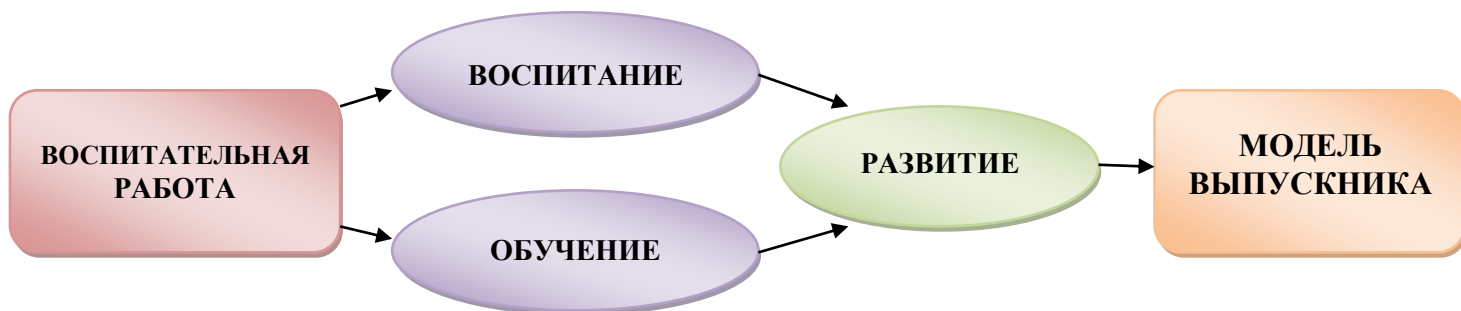 ВОСПИТАТЕЛЬНАЯ
РАБОТА
ВОСПИТАНИЕ
ОБУЧЕНИЕ
РАЗВИТИЕ
МОДЕЛЬ
ВЫПУСКНИКА